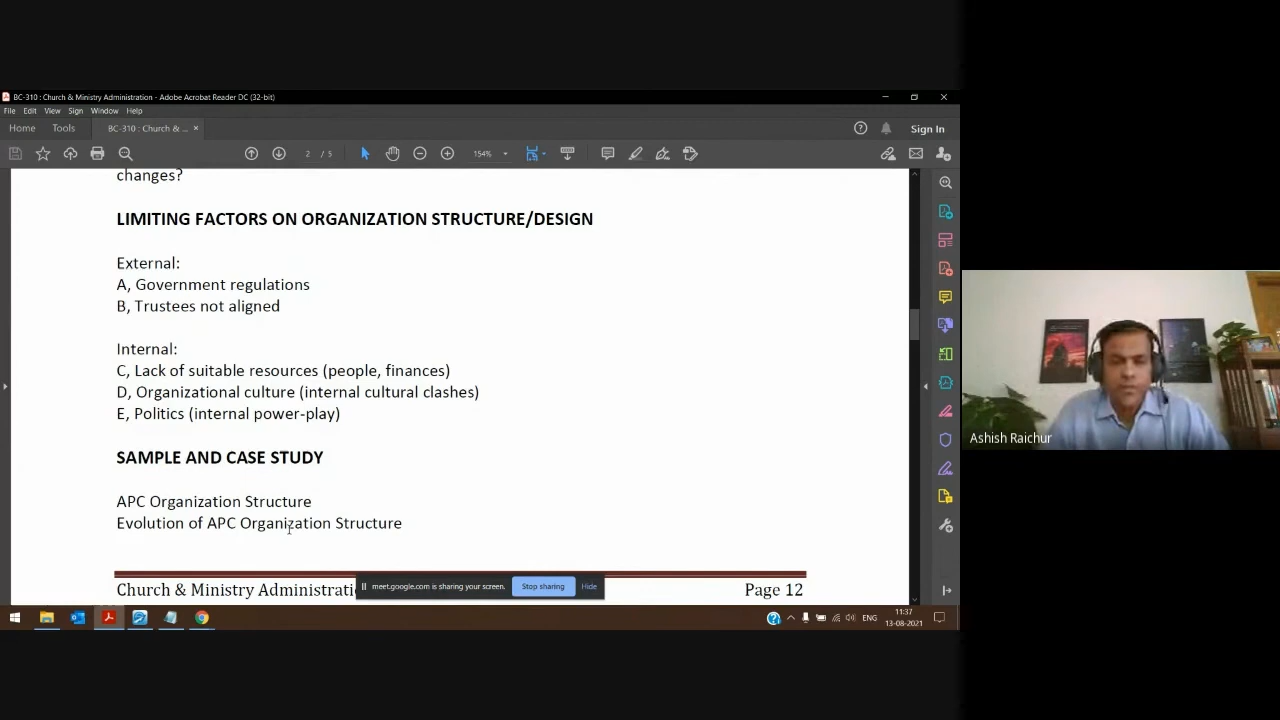 BC-310 : Church & Ministry Administration - Adobe Acrobat Reader DC (32-bit)
File Edit View Sign Window Help
Home Tools BC-310 : Church & ... × Sign In
2 / 5 154%
changes?
LIMITING FACTORS ON ORGANIZATION STRUCTURE/DESIGN
External:
A, Government regulations
B, Trustees not aligned
Internal:
C, Lack of suitable resources (people, finances)
D, Organizational culture (internal cultural clashes)
E, Politics (internal power-play)
SAMPLE AND CASE STUDY
APC Organization Structure
Evolution of APC Organization Structure
Church & Ministry Administrati Page 12
meet.google.com is sharing your screen. Stop sharing Hide
ENG 11:37
13-08-2021
Ashish Raichur